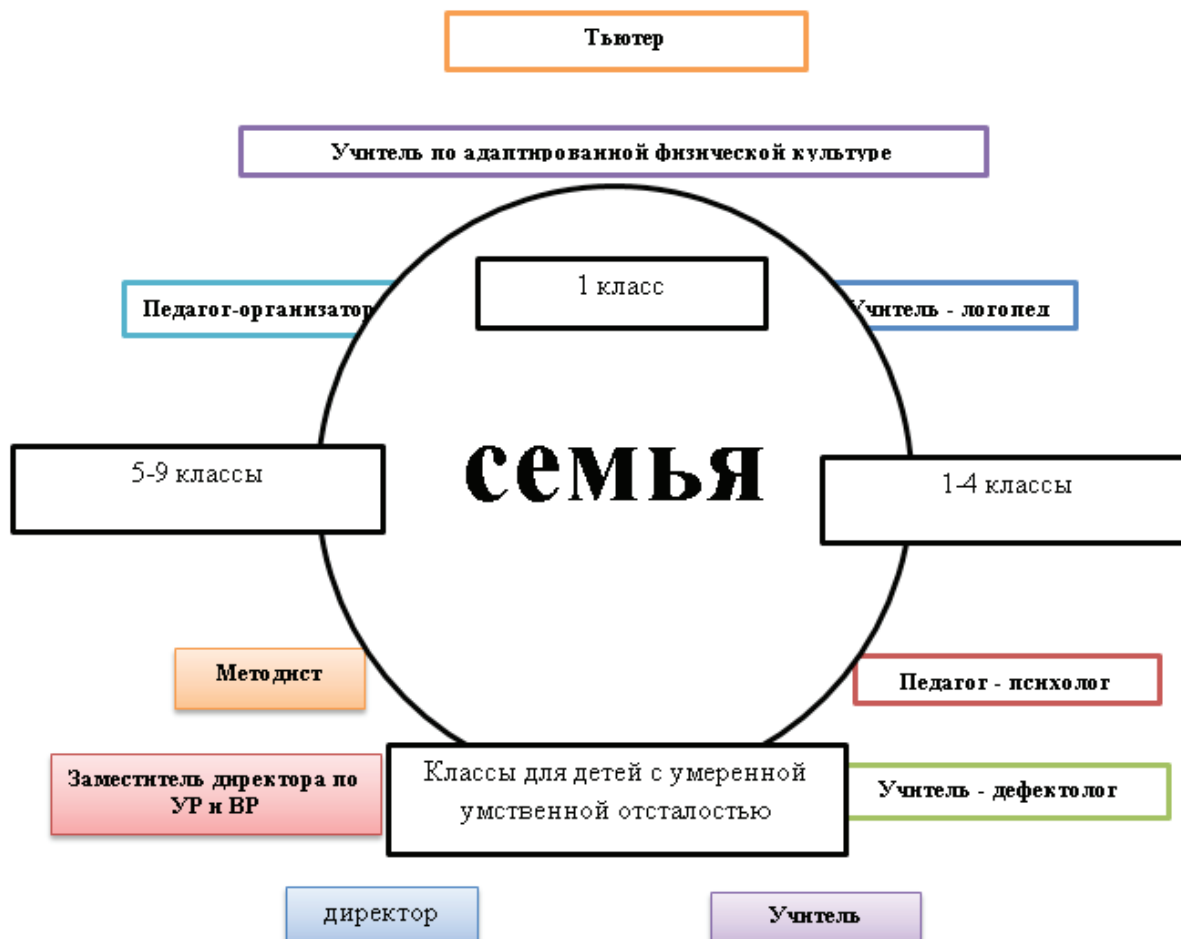 Тьютер
Учитель по адаптированной физической культуре
1 класс
Педагог-организатор
Учитель - логопед
семья
5-9 классы
1-4 классы
Методист
Педагог - психолог
Заместитель директора по
УР и ВР
Классы для детей с умеренной
умственной отсталостью
Учитель - дефектолог
директор
Учитель